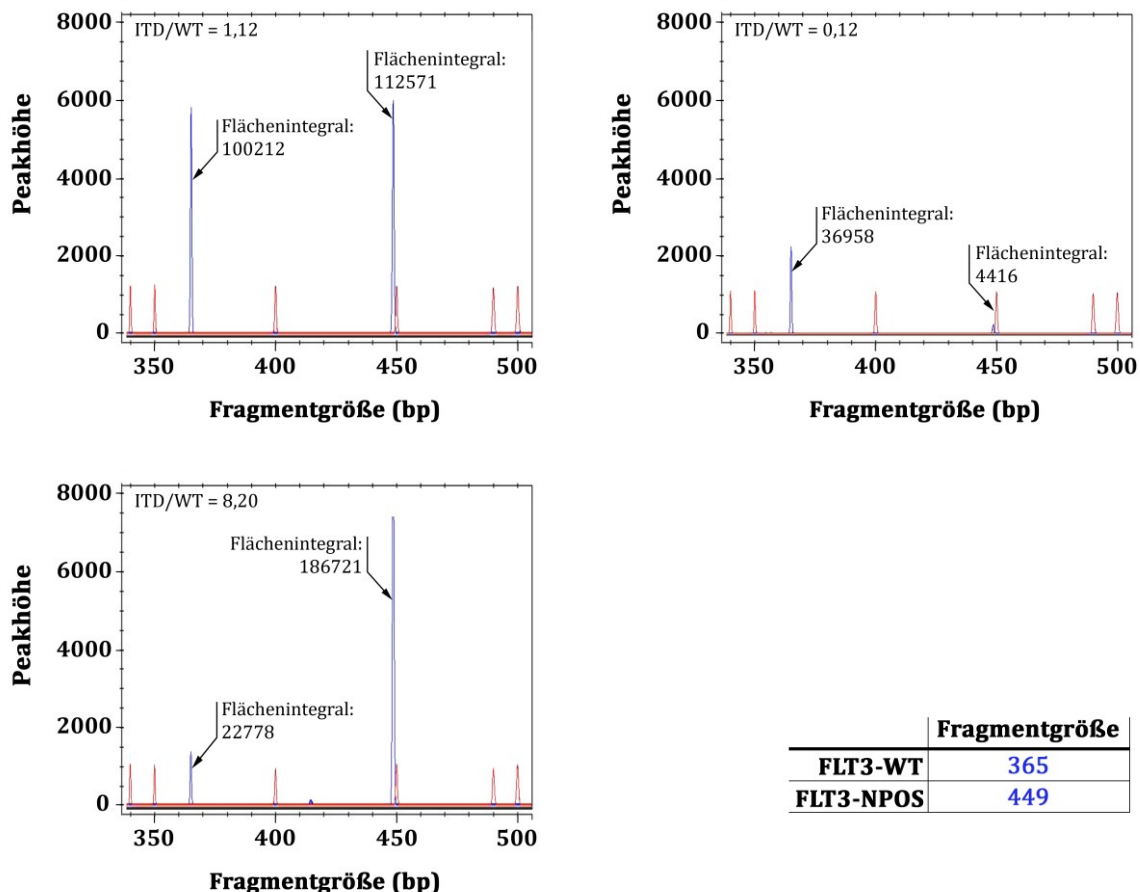 ITD/WT = 1,12
Flächenintegral:
112571
Flächenintegral:
100212
8000
6000
4000
2000
0
Peakhöhe
350 400 450 500
Fragmentgröße (bp)
ITD/WT = 0,12
Flächenintegral:
36958
Flächenintegral:
4416
8000
6000
4000
2000
0
Peakhöhe
350 400 450 500
Fragmentgröße (bp)
ITD/WT = 8,20
Flächenintegral:
186721
Flächenintegral:
22778
8000
6000
4000
2000
0
Peakhöhe
350 400 450 500
Fragmentgröße (bp)
Fragmentgröße
FLT3-WT 365
FLT3-NPOS 449